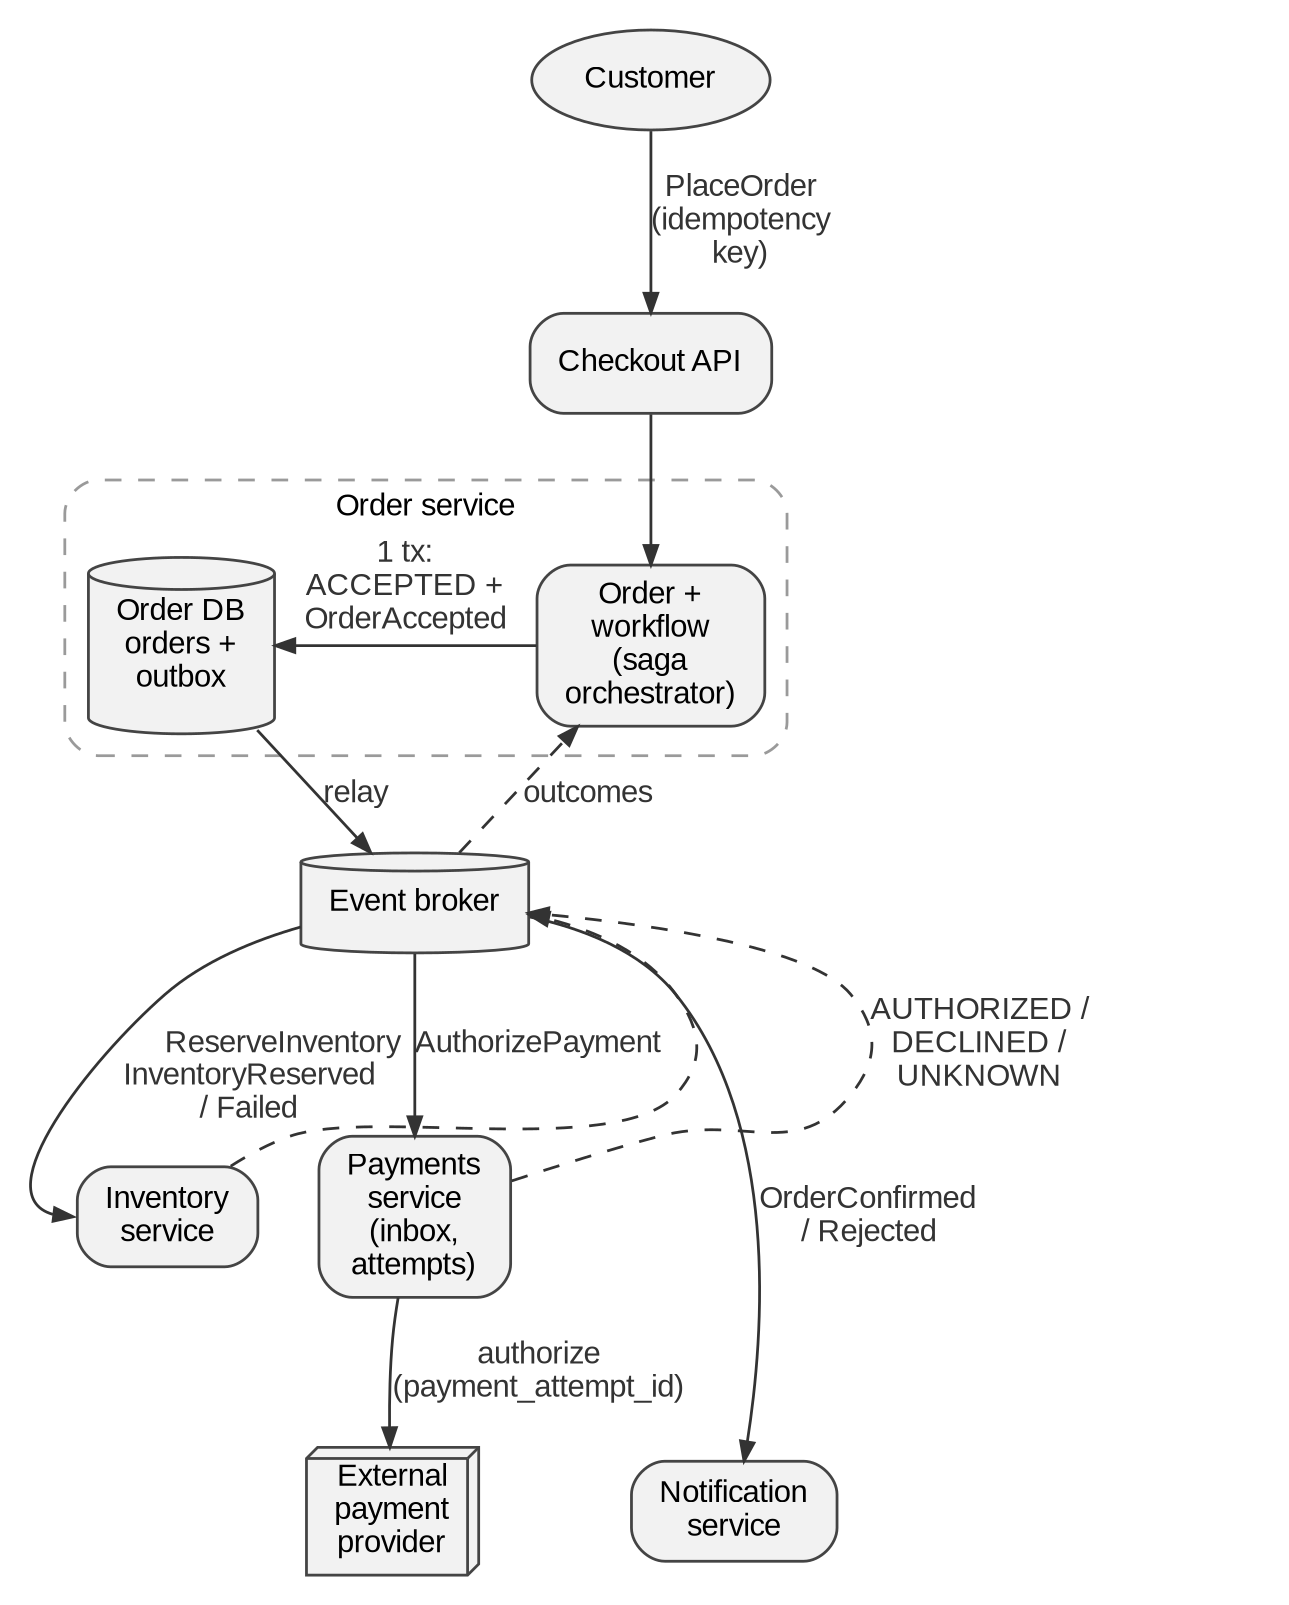 Customer
PlaceOrder
(idempotency
key)
Checkout API
Order service
1 tx:
ACCEPTED +
OrderAccepted
Order DB
orders +
outbox
Order +
workflow
(saga
orchestrator)
relay
outcomes
Event broker
ReserveInventory
InventoryReserved
/ Failed
AuthorizePayment
AUTHORIZED /
DECLINED /
UNKNOWN
Inventory
service
Payments
service
(inbox,
attempts)
OrderConfirmed
/ Rejected
authorize
(payment_attempt_id)
External
payment
provider
Notification
service